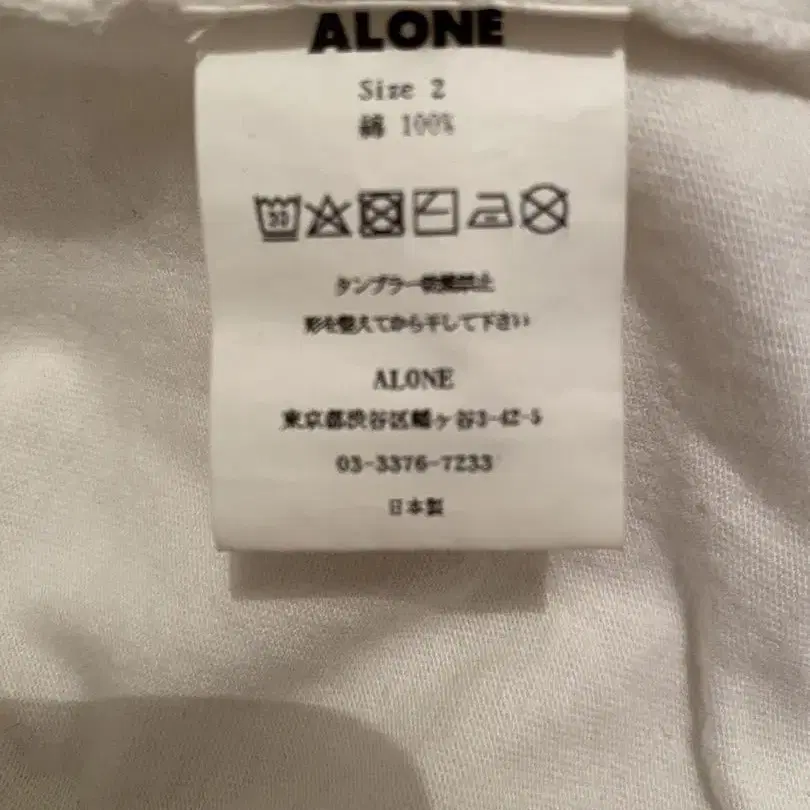 ALONE
Size 2
綿 100%
30
タンブラー乾燥禁止
形を整えてから干して下さい
ALONE
東京都渋谷区幡ヶ谷3-42-5
03-3376-7233
日本製